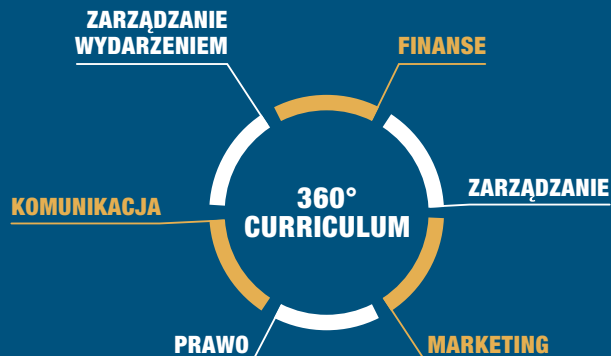 ZARZĄDZANIE
WYDARZENIEM
FINANSE
ZARZĄDZANIE
360°
CURRICULUM
KOMUNIKACJA
PRAWO
MARKETING